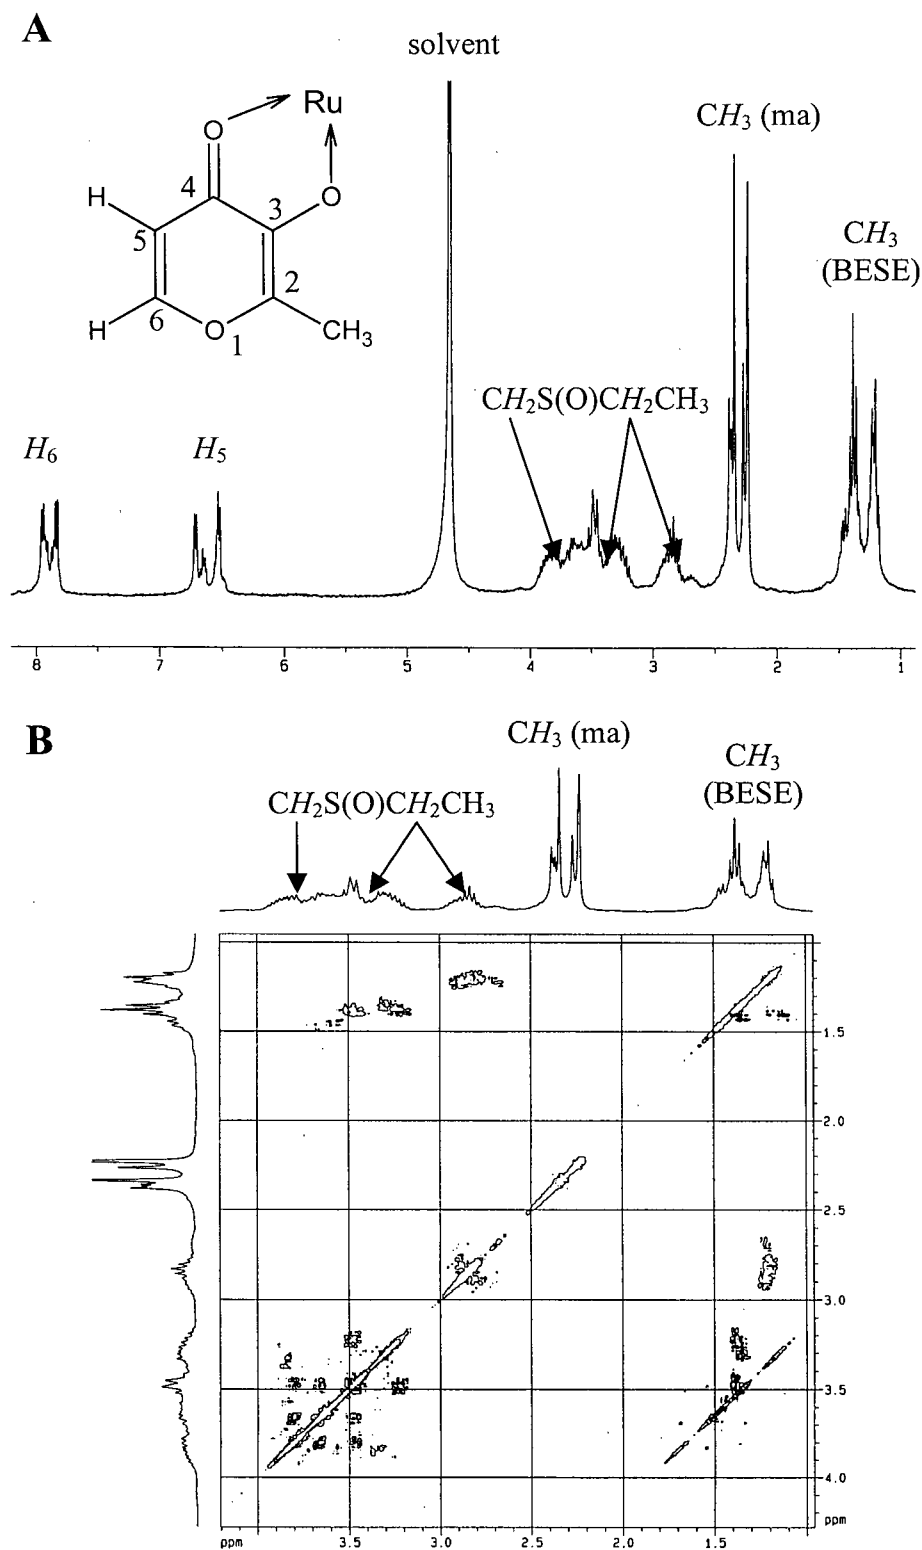 A
solvent
Ru
O
CH3 (ma)
4
O
H
3
5
CH3
(BESE)
2
H
6
O
1
CH3
CH2S(O)CH2CH3
H6
H5
8 7 6 5 4 3 2 1
B
CH3 (ma)
CH3
(BESE)
CH2S(O)CH2CH3
1.5
2.0
2.5
3.0
3.5
4.0
ppm
ppm 3.5 3.0 2.5 2.0 1.5